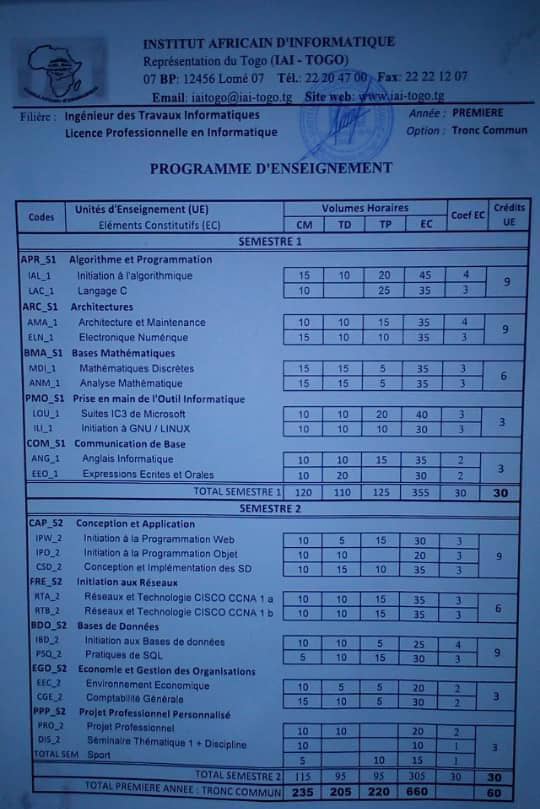 INSTITUT AFRICAIN D'INFORMATIQUE
Représentation du Togo (IAI - TOGO)
07 BP: 12456 Lomé 07 Tél.: 22 20 47 00 Fax: 22 22 12 07
Email: iaitogo@iai-togo.tg Site web: www.iai-togo.tg
Filière : Ingénieur des Travaux Informatiques Année : PREMIERE
Licence Professionnelle en Informatique Option : Tronc Commun
PROGRAMME D'ENSEIGNEMENT
Codes Unités d'Enseignement (UE) Volumes Horaires Coef EC Crédits UE
Eléments Constitutifs (EC) CM TD TP EC
SEMESTRE 1
APR_S1 Algorithme et Programmation 9
IAL_1 Initiation à l'algorithmique 15 10 20 45 4
LAC_1 Langage C 10 25 35 3
ARC_S1 Architectures 9
AMA_1 Architecture et Maintenance 10 10 15 35 4
ELN_1 Electronique Numérique 15 10 10 35 3
BMA_S1 Bases Mathématiques 6
MDI_1 Mathématiques Discrètes 15 15 5 35 3
ANM_1 Analyse Mathématique 15 15 5 35 3
PMO_S1 Prise en main de l'Outil Informatique 3
LOU_1 Suites IC3 de Microsoft 10 10 20 40 3
ILI_1 Initiation à GNU / LINUX 10 10 10 30 3
COM_S1 Communication de Base 3
ANG_1 Anglais Informatique 10 10 15 35 2
EEO_1 Expressions Ecrites et Orales 10 20 30 2
TOTAL SEMESTRE 1 120 110 125 355 30 30
SEMESTRE 2
CAP_S2 Conception et Application 9
IPW_2 Initiation à la Programmation Web 10 5 15 30 3
IPO_2 Initiation à la Programmation Objet 10 10 20 3
CSD_2 Conception et Implémentation des SD 10 15 10 35 3
FRE_S2 Initiation aux Réseaux 6
RTA_2 Réseaux et Technologie CISCO CCNA 1 a 10 10 15 35 3
RTB_2 Réseaux et Technologie CISCO CCNA 1 b 10 10 15 35 3
BDO_S2 Bases de Données 9
IBD_2 Initiation aux Bases de données 10 10 5 25 4
PSQ_2 Pratiques de SQL 5 10 15 30 3
EGO_S2 Economie et Gestion des Organisations 3
EEC_2 Environnement Economique 10 5 5 20 2
CGE_2 Comptabilité Générale 15 10 5 30 2
PPP_S2 Projet Professionnel Personnalisé 3
PRO_2 Projet Professionnel 10 10 20 2
DIS_2 Séminaire Thématique 1 + Discipline 10 10 1
TOTAL SEM Sport 5 10 15 1
TOTAL SEMESTRE 2 115 95 95 305 30 30
TOTAL PREMIERE ANNEE : TRONC COMMUN 235 205 220 660 60